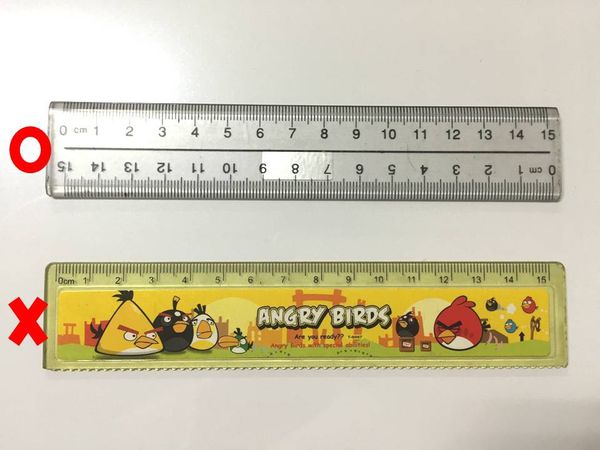 O
0 cm 1 2 3 4 5 6 7 8 9 10 11 12 13 14 15
15 14 13 12 11 10 9 8 7 6 5 4 3 2 1 cm 0
X
0cm 1 2 3 4 5 6 7 8 9 10 11 12 13 14 15
ANGRY BIRDS
Are you ready??
Angry Birds with special abilities!